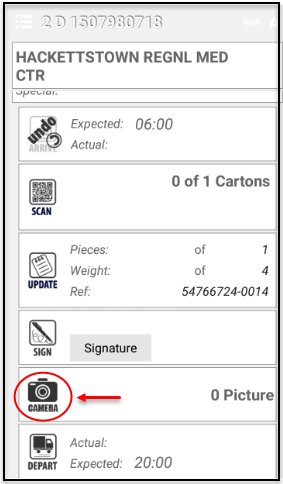 2 D 1507980718
out
HACKETTSTOWN REGNL MED
CTR
Special:
undo
ARRIVE
Expected: 06:00
Actual:
SCAN
0 of 1 Cartons
UPDATE
Pieces: of 1
Weight: of 4
Ref: 54766724-0014
SIGN
Signature
CAMERA
0 Picture
DEPART
Actual:
Expected: 20:00